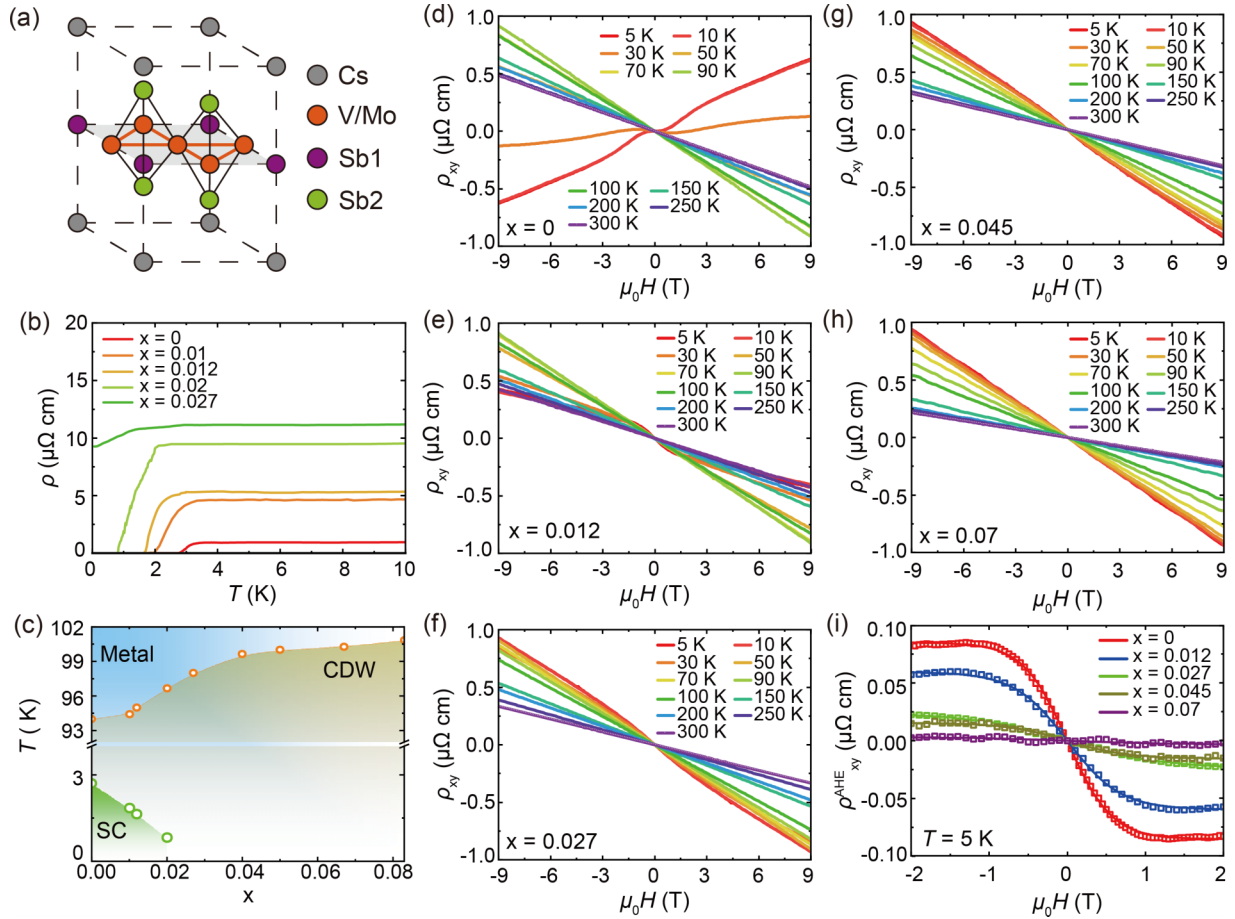 (a)
Cs
V/Mo
Sb1
Sb2
(b)
20
15
10
5
0
x = 0
x = 0.01
x = 0.012
x = 0.02
x = 0.027
ρ (μΩ cm)
0 2 4 6 8 10
T (K)
(c)
102
99
96
93
3
0
T (K)
Metal
CDW
SC
0.00 0.02 0.04 0.06 0.08
x
(d)
1.0
0.5
0.0
-0.5
-1.0
ρxy (μΩ cm)
5 K 10 K
30 K 50 K
70 K 90 K
100 K 150 K
200 K 250 K
300 K
x = 0
-9 -6 -3 0 3 6 9
μ0H (T)
(e)
1.0
0.5
0.0
-0.5
-1.0
ρxy (μΩ cm)
5 K 10 K
30 K 50 K
70 K 90 K
100 K 150 K
200 K 250 K
300 K
x = 0.012
-9 -6 -3 0 3 6 9
μ0H (T)
(f)
1.0
0.5
0.0
-0.5
-1.0
ρxy (μΩ cm)
5 K 10 K
30 K 50 K
70 K 90 K
100 K 150 K
200 K 250 K
300 K
x = 0.027
-9 -6 -3 0 3 6 9
μ0H (T)
(g)
1.0
0.5
0.0
-0.5
-1.0
ρxy (μΩ cm)
5 K 10 K
30 K 50 K
70 K 90 K
100 K 150 K
200 K 250 K
300 K
x = 0.045
-9 -6 -3 0 3 6 9
μ0H (T)
(h)
1.0
0.5
0.0
-0.5
-1.0
ρxy (μΩ cm)
5 K 10 K
30 K 50 K
70 K 90 K
100 K 150 K
200 K 250 K
300 K
x = 0.07
-9 -6 -3 0 3 6 9
μ0H (T)
(i)
0.10
0.05
0.00
-0.05
-0.10
ρAHExy (μΩ cm)
x = 0
x = 0.012
x = 0.027
x = 0.045
x = 0.07
T = 5 K
-2 -1 0 1 2
μ0H (T)